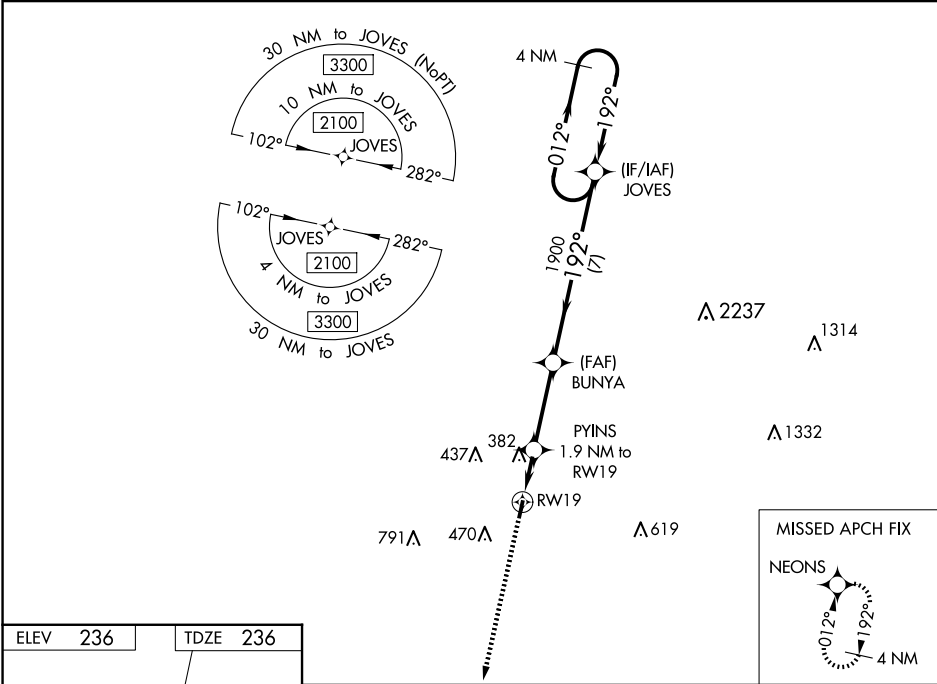 30 NM to JOVES (NoPT)
3300
10 NM to JOVES
2100
JOVES
102°
282°
102°
282°
JOVES
2100
4 NM to JOVES
3300
30 NM to JOVES
4 NM
012°
192°
(IF/IAF)
JOVES
1900
192°
(7)
2237
1314
(FAF)
BUNYA
1332
PYINS
1.9 NM to
RW19
437
382
RW19
791
470
619
MISSED APCH FIX
NEONS
012°
192°
4 NM
ELEV 236
TDZE 236